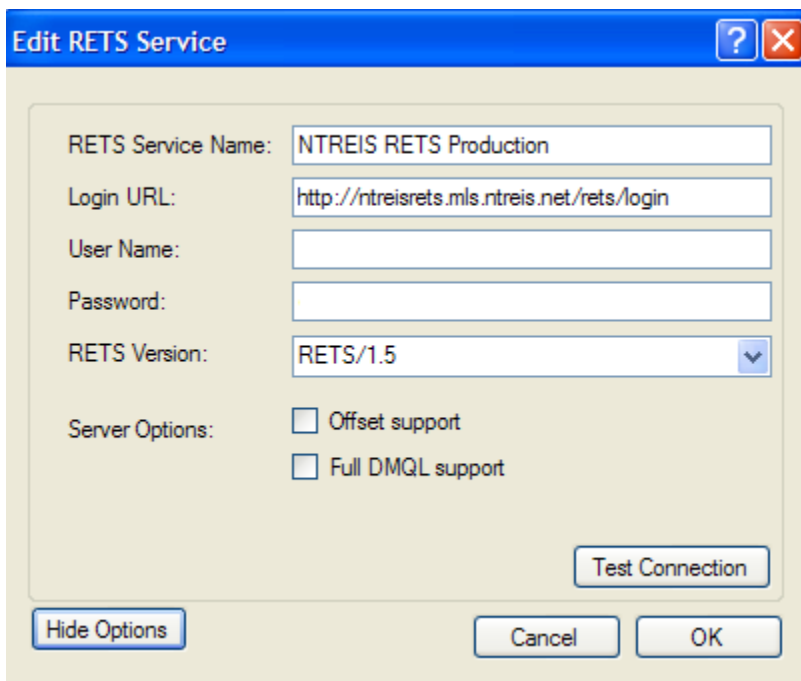 Edit RETS Service
?
RETS Service Name: NTREIS RETS Production
Login URL: http://ntreisrets.mls.ntreis.net/rets/login
User Name:
Password:
RETS Version: RETS/1.5
Server Options: Offset support
Full DMQL support
Test Connection
Hide Options Cancel OK